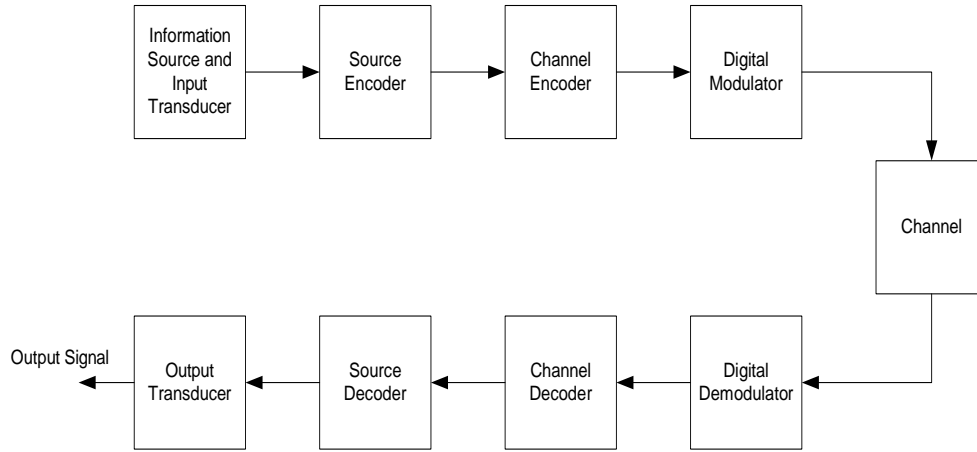 Information
Source and
Input
Transducer
Source
Encoder
Channel
Encoder
Digital
Modulator
Channel
Digital
Demodulator
Channel
Decoder
Source
Decoder
Output
Transducer
Output Signal